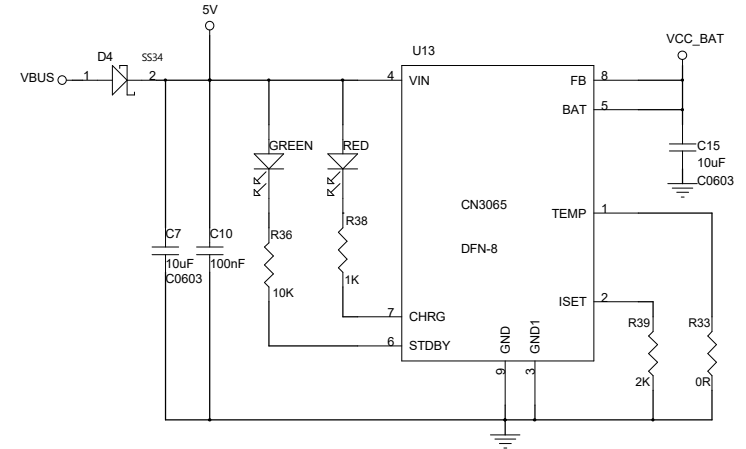 5V
VCC_BAT
U13
D4
SS34
VBUS
1
2
4
VIN
FB
8
BAT
5
GREEN
RED
C15
10uF
C0603
CN3065
TEMP
1
DFN-8
R36
R38
C7
C10
10uF
100nF
C0603
10K
1K
ISET
2
7
CHRG
6
STDBY
GND
GND1
9
3
R39
R33
2K
0R